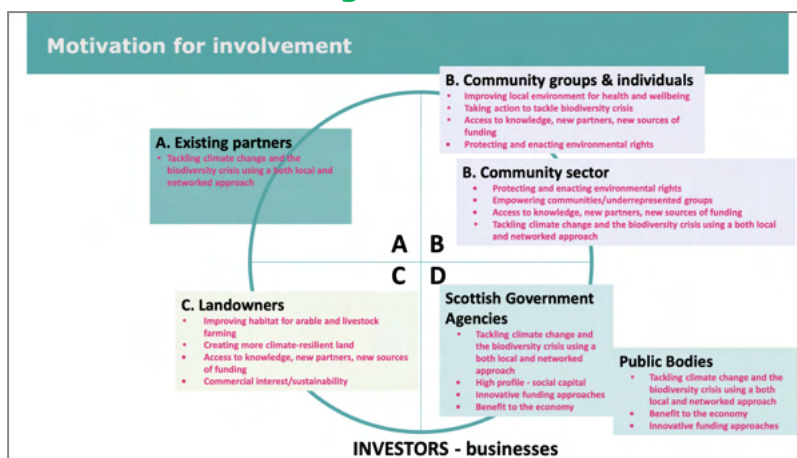 Motivation for involvement
B. Community groups & individuals
• Improving local environment for health and wellbeing
• Taking action to tackle biodiversity crisis
• Access to knowledge, new partners, new sources of
funding
• Protecting and enacting environmental rights
A. Existing partners
• Tackling climate change and the
biodiversity crisis using a both local and
networked approach
B. Community sector
• Protecting and enacting environmental rights
• Empowering communities/underrepresented groups
• Access to knowledge, new partners, new sources of funding
• Tackling climate change and the biodiversity crisis using a both local
and networked approach
A B
C D
C. Landowners
• Improving habitat for arable and livestock
farming
• Creating more climate-resilient land
• Access to knowledge, new partners, new sources
of funding
• Commercial interest/sustainability
Scottish Government
Agencies
• Tackling climate change and
the biodiversity crisis using a
both local and networked
approach
• High profile - social capital
• Innovative funding approaches
• Benefit to the economy
Public Bodies
• Tackling climate change and the
biodiversity crisis using a both
local and networked approach
• Benefit to the economy
• Innovative funding approaches
INVESTORS - businesses